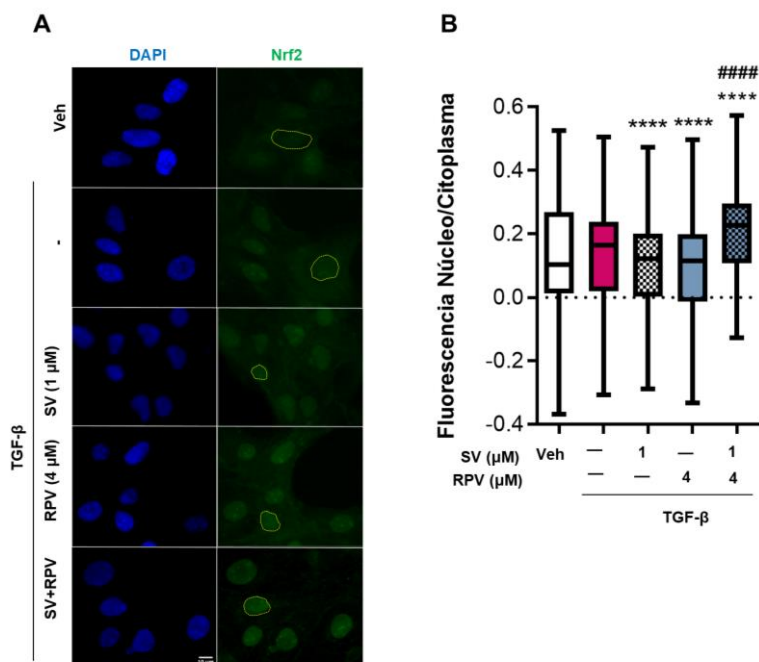 A
DAPI
Nrf2
Veh
TGF-β
-
SV (1 µM)
RPV (4 µM)
SV+RPV
B
Fluorescencia Núcleo/Citoplasma
0.6
0.4
0.2
0.0
-0.2
-0.4
**** **** ****
####
SV (µM) Veh — 1 — 1
RPV (µM) — — 4 4
TGF-β